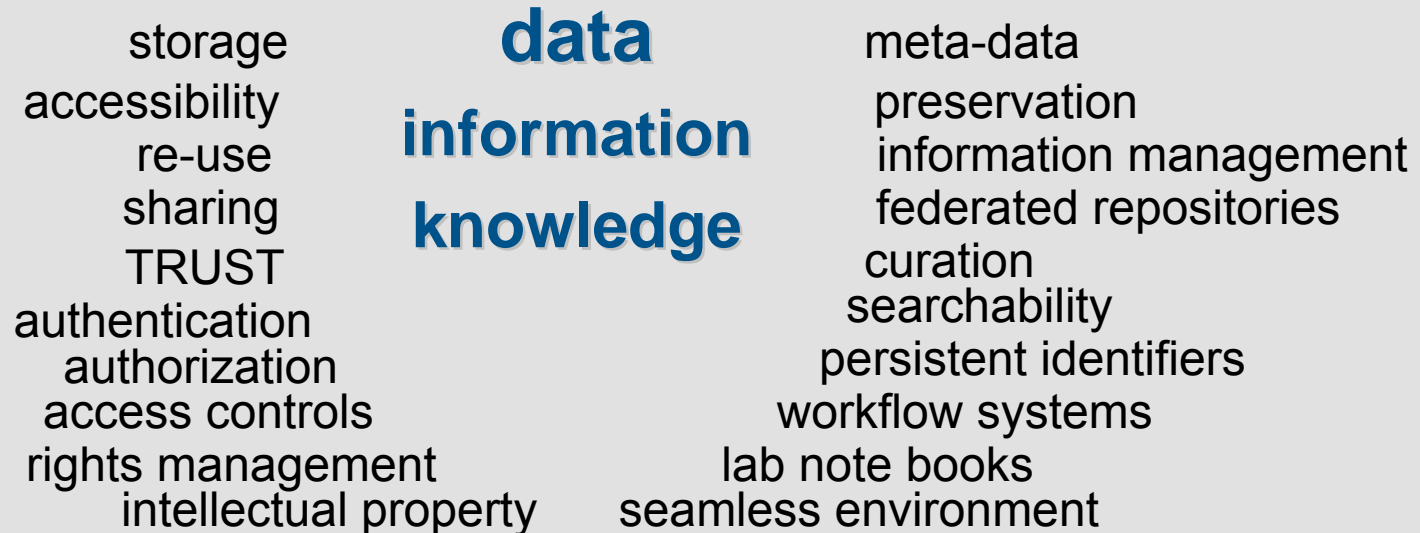 data
information
knowledge
storage
accessibility
re-use
sharing
TRUST
authentication
authorization
access controls
rights management
intellectual property
meta-data
preservation
information management
federated repositories
curation
searchability
persistent identifiers
workflow systems
lab note books
seamless environment